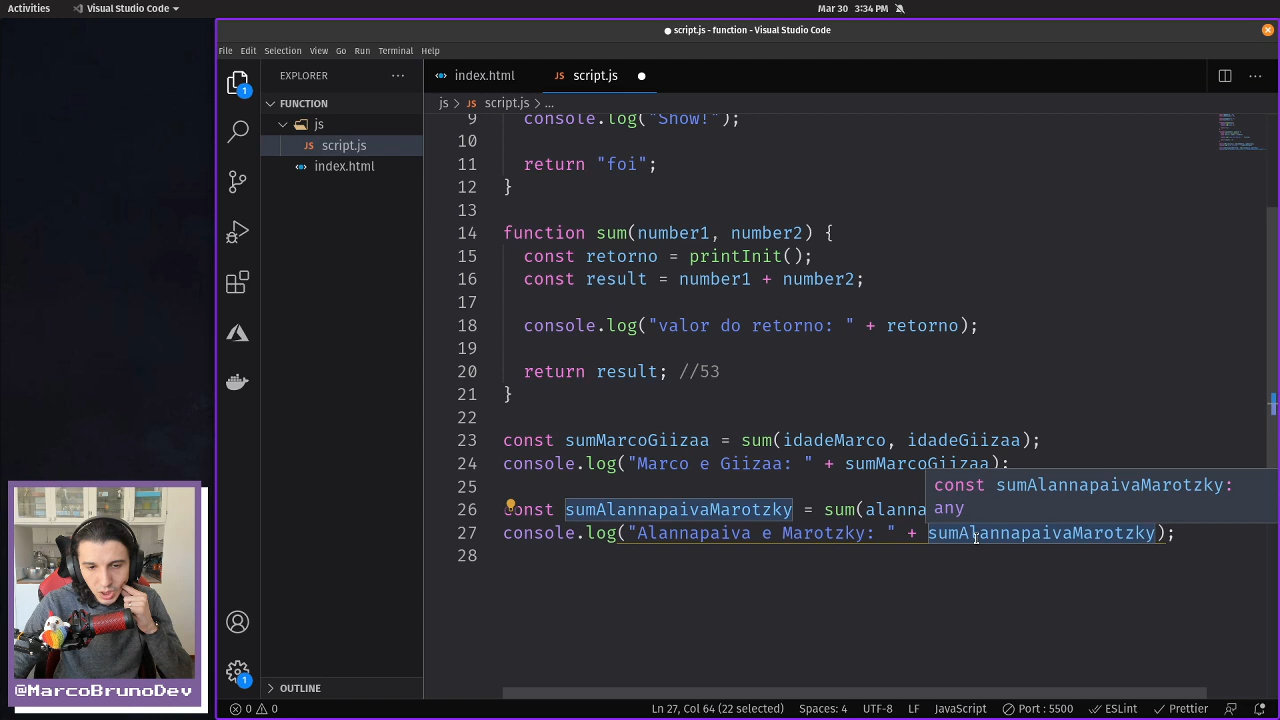 Activities
Visual Studio Code
Mar 30 3:34 PM
● script.js - function - Visual Studio Code
File Edit Selection View Go Run Terminal Help
EXPLORER
index.html
script.js
FUNCTION
js
script.js
index.html
OUTLINE
js > script.js > ...
9 console.log("Show!");
10
11 return "foi";
12 }
13
14 function sum(number1, number2) {
15 const retorno = printInit();
16 const result = number1 + number2;
17
18 console.log("valor do retorno: " + retorno);
19
20 return result; //53
21 }
22
23 const sumMarcoGiizaa = sum(idadeMarco, idadeGiizaa);
24 console.log("Marco e Giizaa: " + sumMarcoGiizaa);
25
const sumAlannapaivaMarotzky:
any
26 const sumAlannapaivaMarotzky = sum(alanna
27 console.log("Alannapaiva e Marotzky: " + sumAlannapaivaMarotzky);
28
1
1
@MarcoBrunoDev
0 0
Ln 27, Col 64 (22 selected) Spaces: 4 UTF-8 LF JavaScript Port : 5500 ESLint Prettier